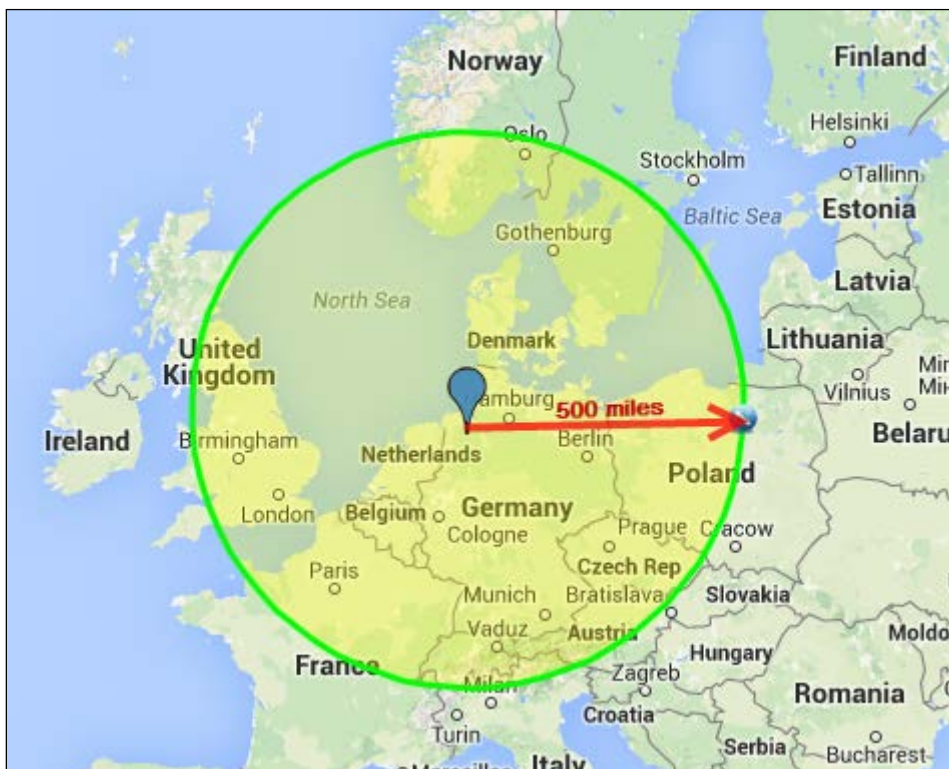 Norway
Finland
Oslo
Helsinki
Stockholm
Tallinn
Baltic Sea
Estonia
Gothenburg
Latvia
North Sea
Denmark
Lithuania
United
Kingdom
Vilnius
amburg
500 miles
Ireland
Birmingham
Netherlands
Berlin
Belaru
Poland
London
Belgium
Germany
Cologne
Prague
Cracow
Paris
Czech Rep
Munich
Bratislava
Slovakia
Vaduz
Austria
Moldo
France
Hungary
Milan
Zagreb
Romania
Turin
Croatia
Serbia
Bucharest
Italy